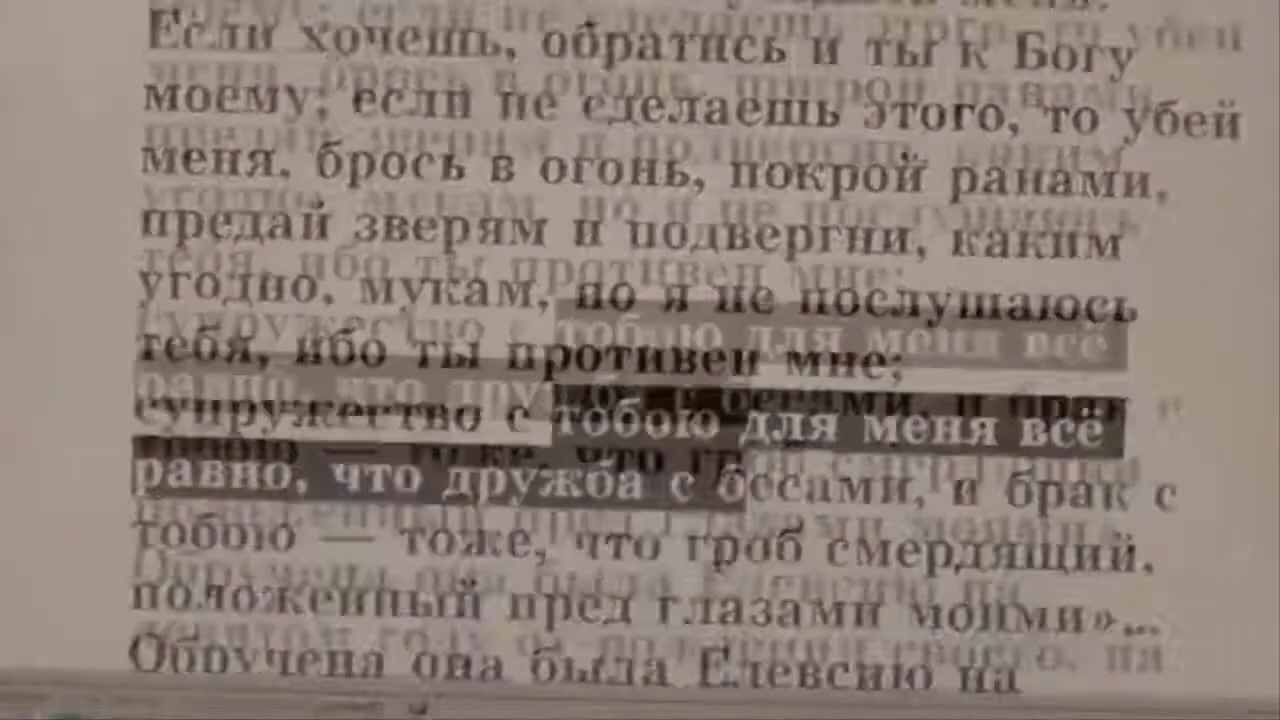 Если хочешь, обратись и ты к Богу
моему; если не сделаешь этого, то убей
меня, брось в огонь, покрой ранами,
предай зверям и подвергни, каким
угодно, мукам, но я не послушаюсь
тебя, ибо ты противен мне;
супружество с тобою для меня всё
равно, что дружба с бесами, и брак с
тобою — тоже, что гроб смердящий,
положенный пред глазами моими»...
Обручена она была Елевсию на